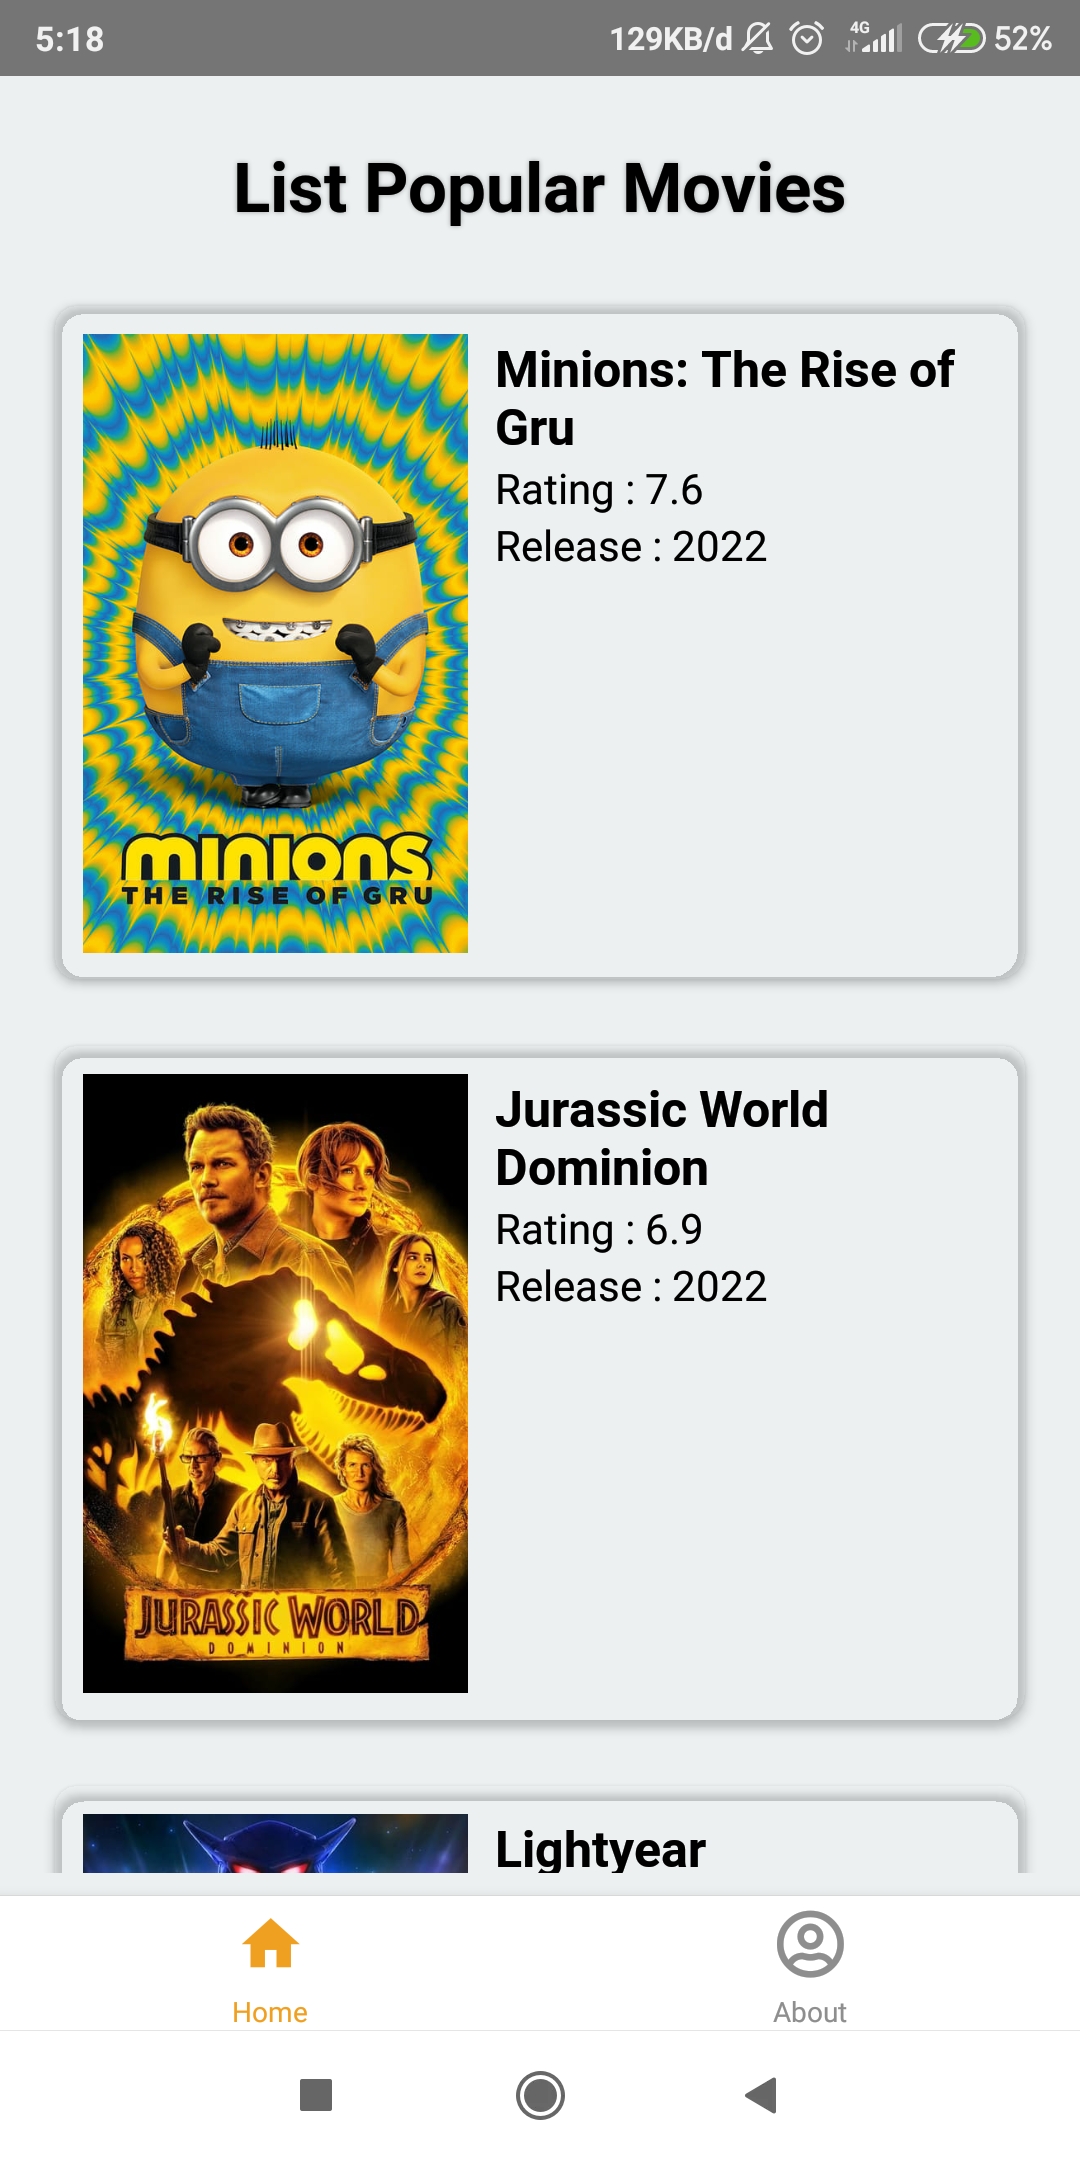 5:18
129KB/d
4G
52%
List Popular Movies
minions
THE RISE OF GRU
Minions: The Rise of
Gru
Rating : 7.6
Release : 2022
JURASSIC WORLD
DOMINION
Jurassic World
Dominion
Rating : 6.9
Release : 2022
Lightyear
Home
About